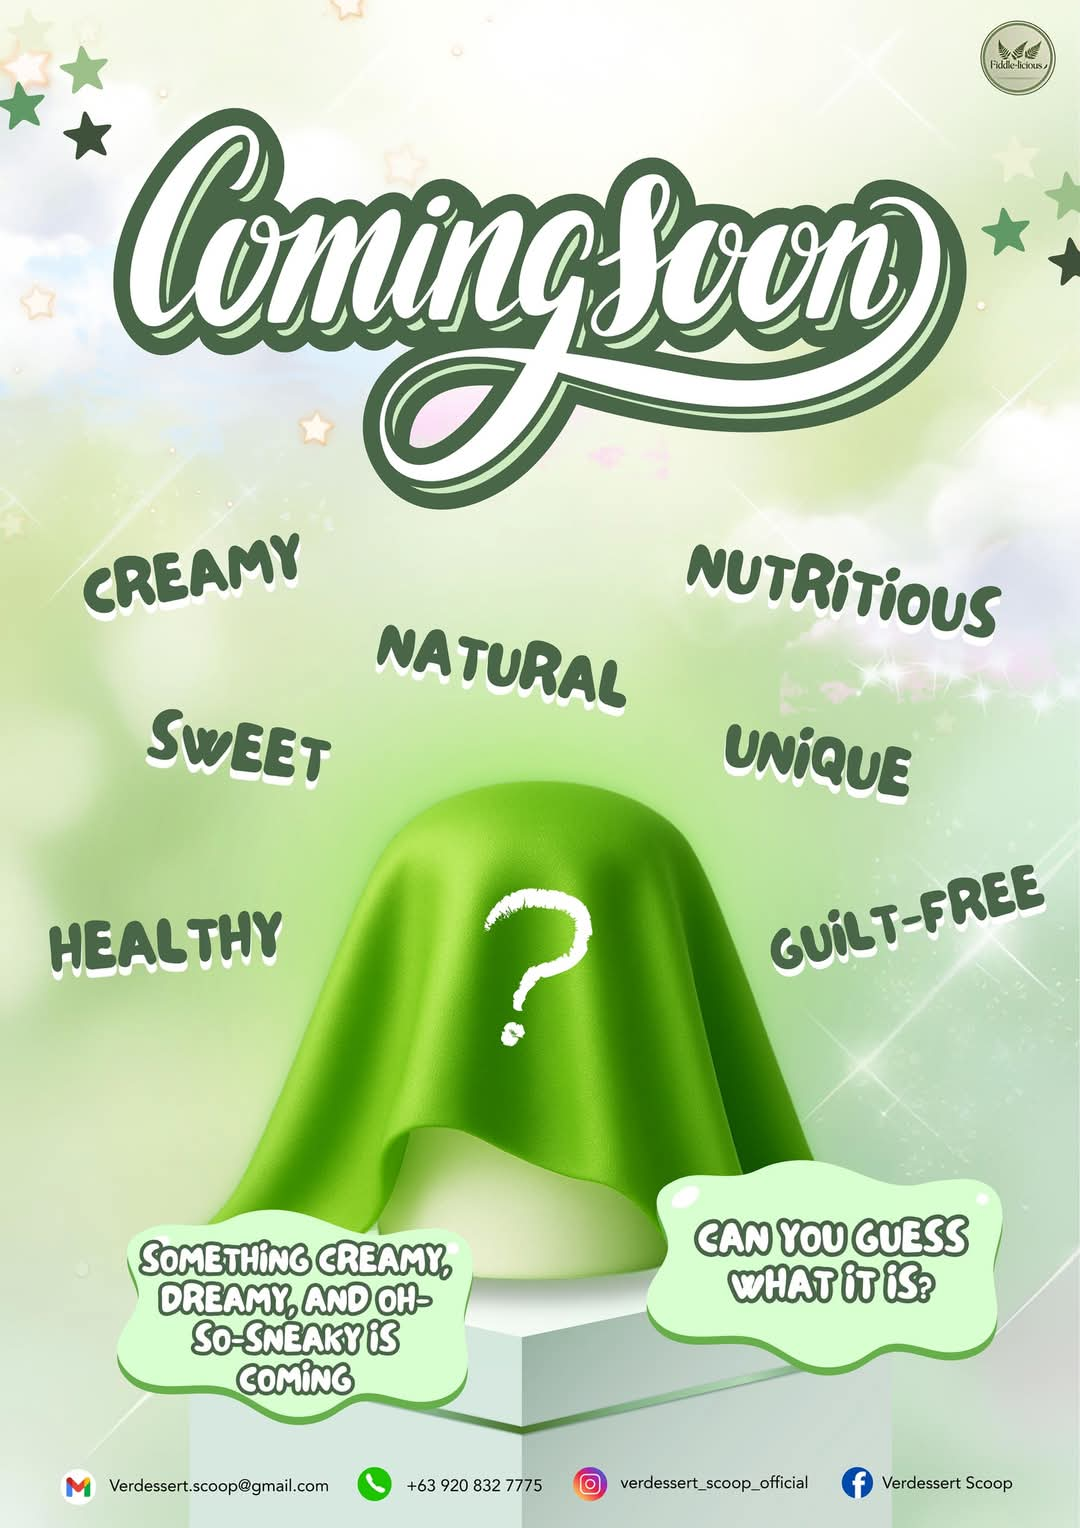 Fiddle-licious
Coming Soon
CREAMY
NUTRiTiOUS
NATURAL
SWEET
UNiQUE
HEALTHY
GUiLT-FREE
?
SOMETHiNG CREAMY,
DREAMY, AND OH-
SO-SNEAKY iS
COMiNG
CAN YOU GUESS
WHAT iT iS?
Verdessert.scoop@gmail.com
+63 920 832 7775
verdessert_scoop_official
Verdessert Scoop